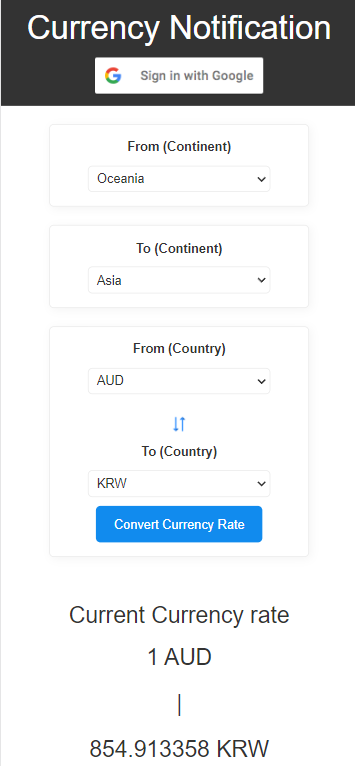 Currency Notification
Sign in with Google
From (Continent)
Oceania
To (Continent)
Asia
From (Country)
AUD
To (Country)
KRW
Convert Currency Rate
Current Currency rate
1 AUD
|
854.913358 KRW